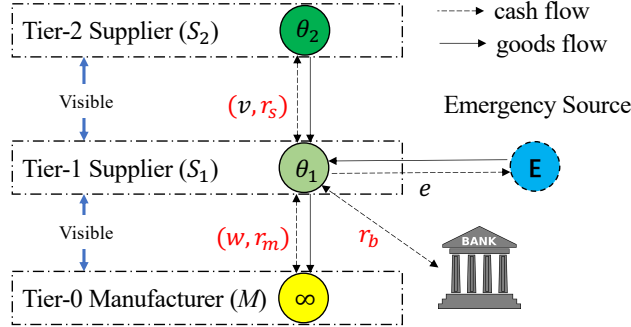 Tier-2 Supplier (S₂)
θ₂
cash flow
goods flow
Visible
(v, rₛ)
Emergency Source
Tier-1 Supplier (S₁)
θ₁
E
e
Visible
(w, rₘ)
r_b
BANK
Tier-0 Manufacturer (M)
∞